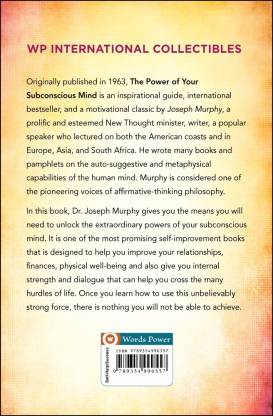 WP INTERNATIONAL COLLECTIBLES
Originally published in 1963, The Power of Your
Subconscious Mind is an inspirational guide, international
bestseller, and a motivational classic by Joseph Murphy, a
prolific and esteemed New Thought minister, writer, a popular
speaker who lectured on both the American coasts and in
Europe, Asia, and South Africa. He wrote many books and
pamphlets on the auto-suggestive and metaphysical
capabilities of the human mind. Murphy is considered one of
the pioneering voices of affirmative-thinking philosophy.
In this book, Dr. Joseph Murphy gives you the means you will
need to unlock the extraordinary powers of your subconscious
mind. It is one of the most promising self-improvement books
that is designed to help you improve your relationships,
finances, physical well-being and also give you internal
strength and dialogue that can help you cross the many
hurdles of life. Once you learn how to use this unbelievably
strong force, there is nothing you will not be able to achieve.
W Words Power
Self-Help/Success
ISBN 9789354990557
9789354990557